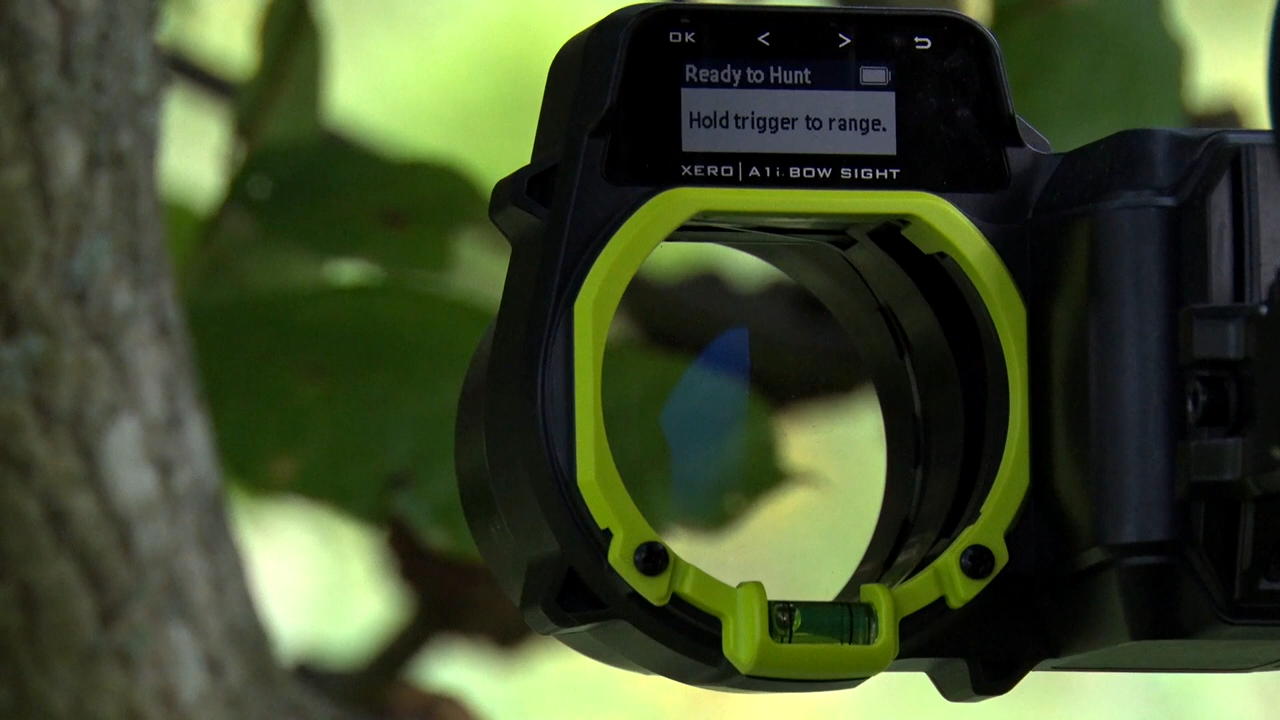 OK < >
Ready to Hunt
Hold trigger to range.
XERO | A1i BOW SIGHT